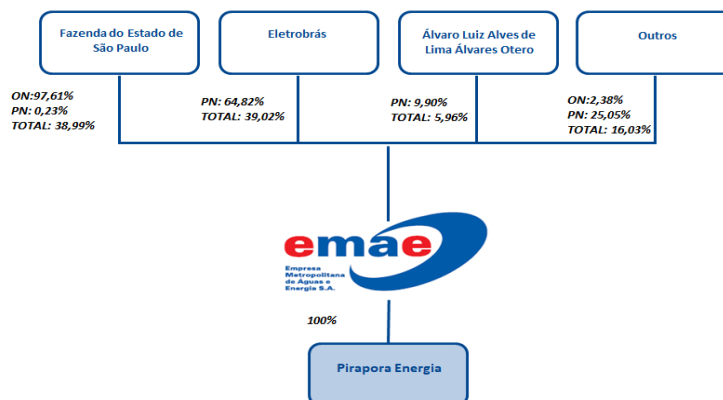 Fazenda do Estado de
São Paulo
Eletrobrás
Álvaro Luiz Alves de
Lima Álvares Otero
Outros
ON:97,61%
PN: 0,23%
TOTAL: 38,99%
PN: 64,82%
TOTAL: 39,02%
PN: 9,90%
TOTAL: 5,96%
ON:2,38%
PN: 25,05%
TOTAL: 16,03%
emae
Empresa
Metropolitana
de Águas e
Energia S.A.
100%
Pirapora Energia